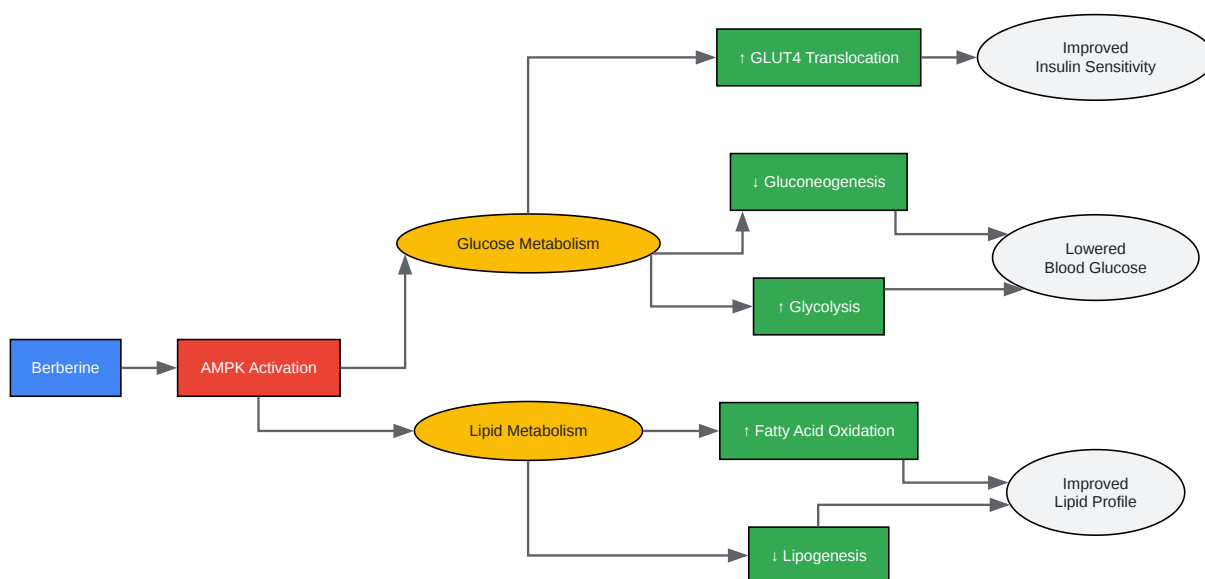 ↑ GLUT4 Translocation
Improved
Insulin Sensitivity
↓ Gluconeogenesis
Glucose Metabolism
Lowered
Blood Glucose
↑ Glycolysis
Berberine
AMPK Activation
Lipid Metabolism
↑ Fatty Acid Oxidation
Improved
Lipid Profile
↓ Lipogenesis